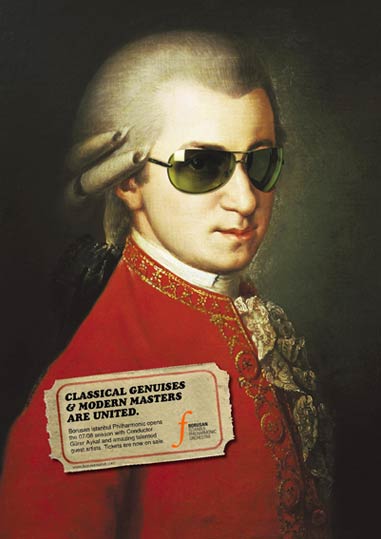 CLASSICAL GENUISES
& MODERN MASTERS
ARE UNITED.
Borusan Istanbul Philharmonic opens
the 07/08 season with Conductor
Gürer Aykal and amazing talented
guest artists. Tickets are now on sale.
f BORUSAN
ISTANBUL
PHILHARMONIC
ORCHESTRA